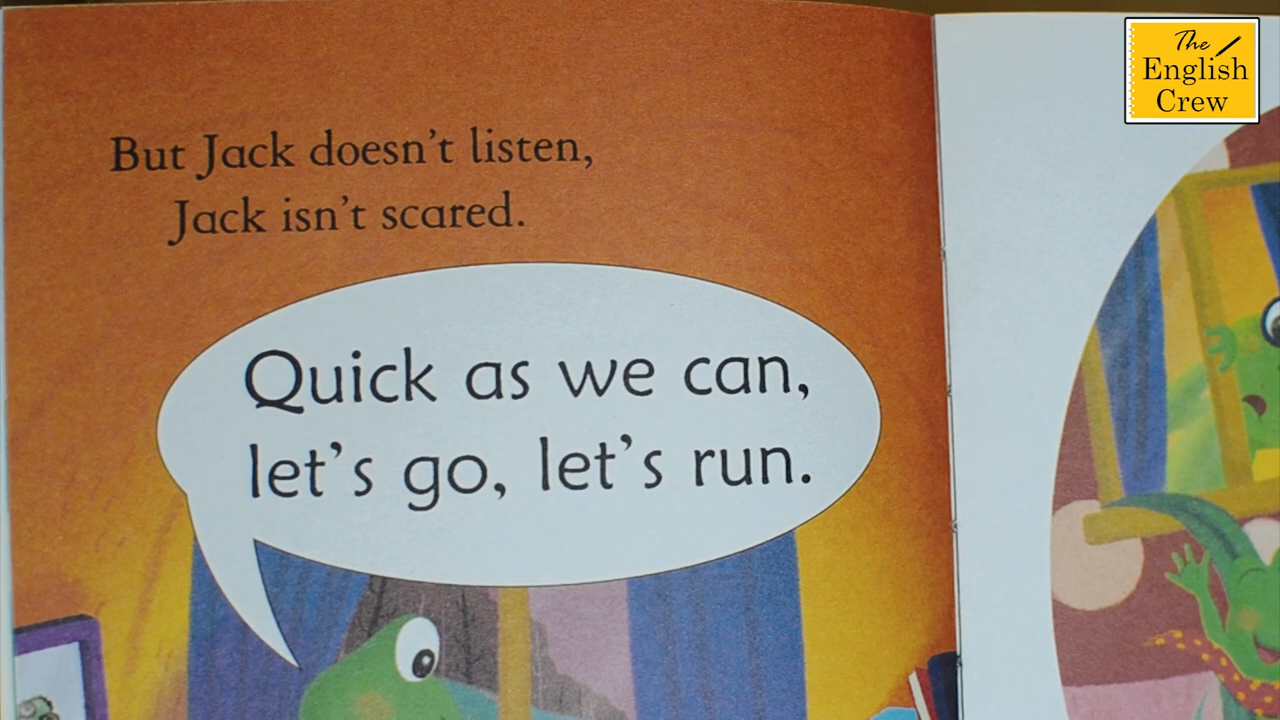 But Jack doesn't listen,
Jack isn't scared.
Quick as we can,
let's go, let's run.
The
English
Crew